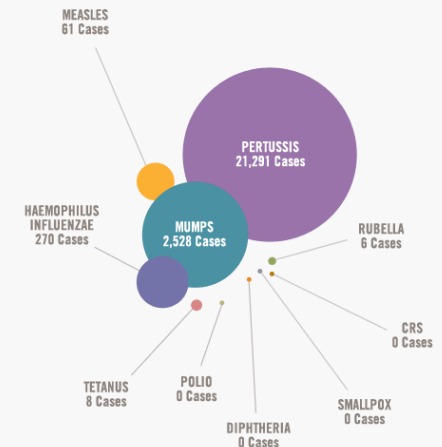 MEASLES
61 Cases
PERTUSSIS
21,291 Cases
HAEMOPHILUS
INFLUENZAE
270 Cases
MUMPS
2,528 Cases
RUBELLA
6 Cases
CRS
0 Cases
TETANUS
8 Cases
POLIO
0 Cases
SMALLPOX
0 Cases
DIPHTHERIA
0 Cases